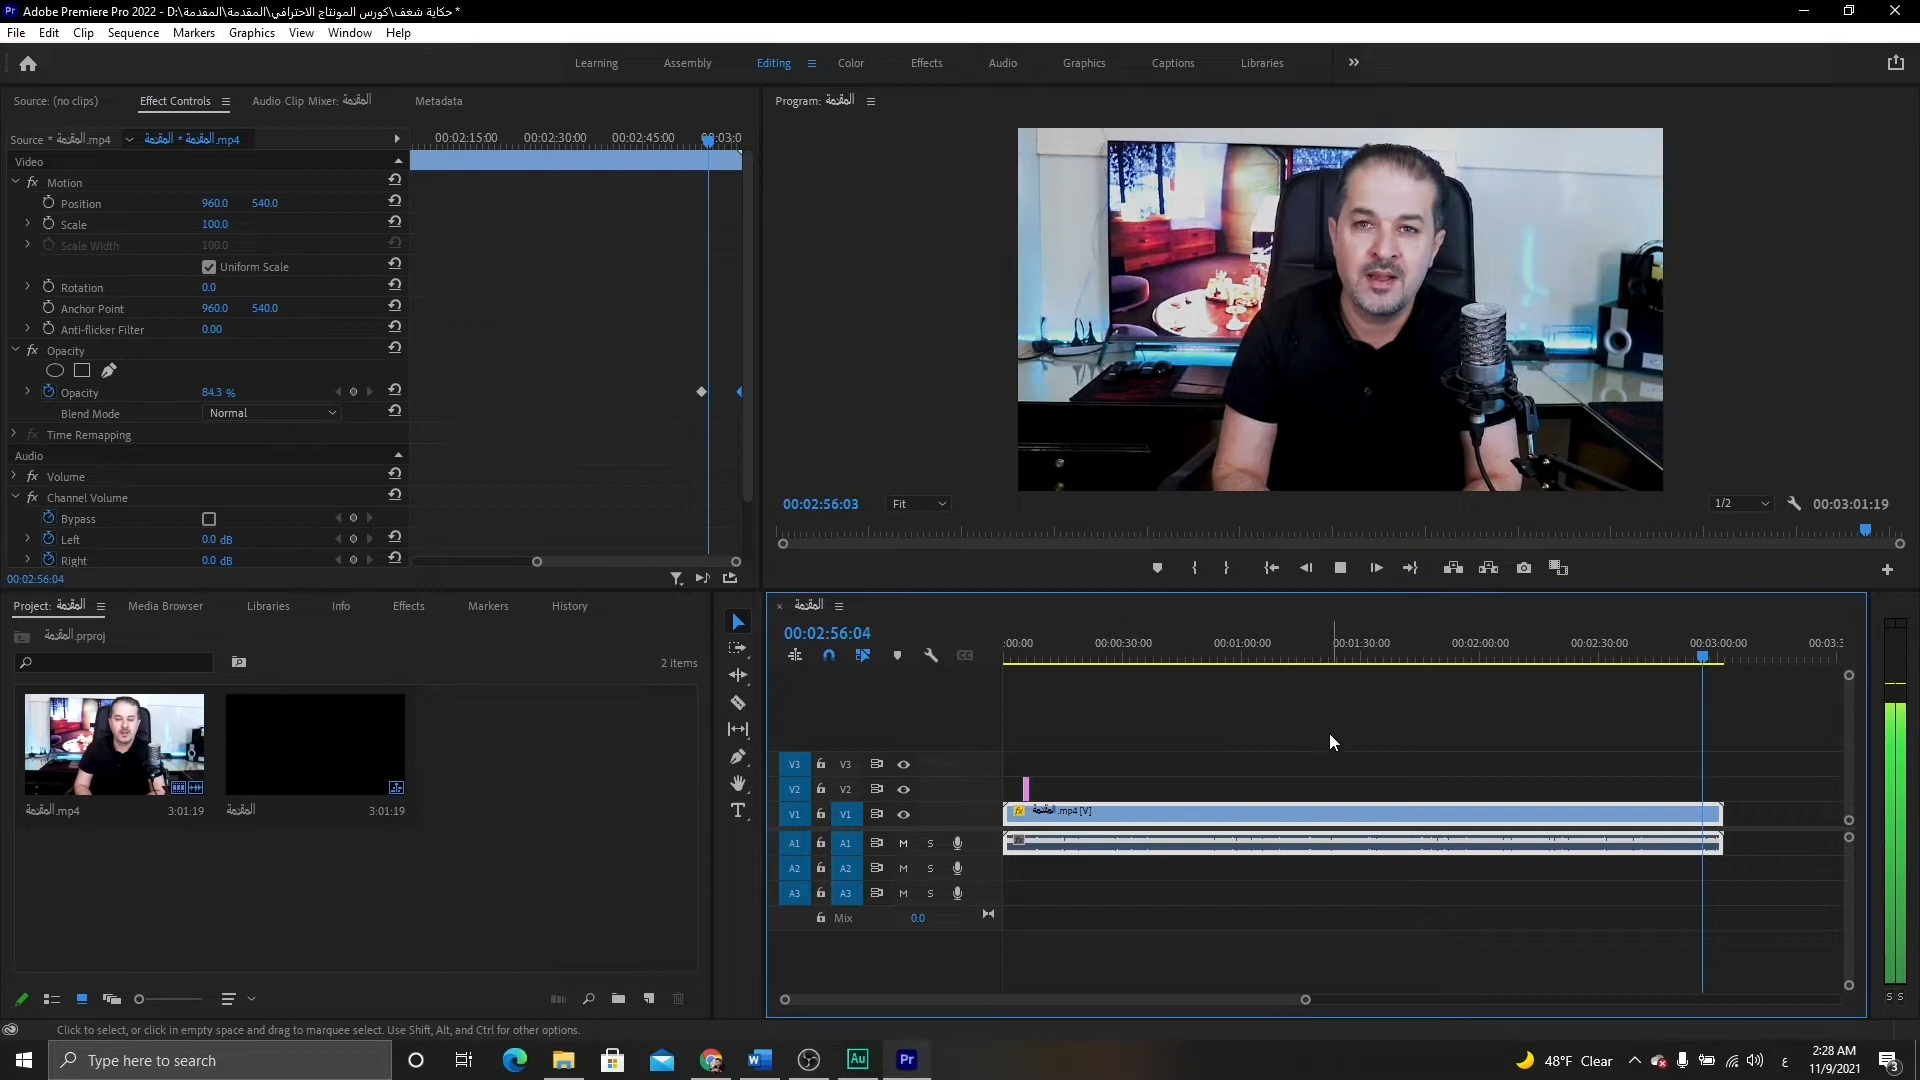 Adobe Premiere Pro 2022 - D:\حكاية شغف\كورس المونتاج الاحترافي\المقدمة\المقدمة *
File Edit Clip Sequence Markers Graphics View Window Help
Learning Assembly Editing Color Effects Audio Graphics Captions Libraries
Source: (no clips) Effect Controls Audio Clip Mixer: المقدمة Metadata
Program: المقدمة
Source * المقدمة.mp4 المقدمة * المقدمة.mp4
00:02:15:00 00:02:30:00 00:02:45:00 00:03:0
Video
fx Motion
Position 960.0 540.0
Scale 100.0
Scale Width 100.0
Uniform Scale
Rotation 0.0
Anchor Point 960.0 540.0
Anti-flicker Filter 0.00
fx Opacity
Opacity 84.3 %
Blend Mode Normal
fx Time Remapping
Audio
fx Volume
fx Channel Volume
Bypass
Left 0.0 dB
Right 0.0 dB
00:02:56:04
00:02:56:03 Fit 1/2 00:03:01:19
Project: المقدمة Media Browser Libraries Info Effects Markers History
المقدمة.prproj
2 items
المقدمة.mp4 3:01:19
المقدمة 3:01:19
المقدمة
00:02:56:04
:00:00 00:00:30:00 00:01:00:00 00:01:30:00 00:02:00:00 00:02:30:00 00:03:00:00 00:03:3
V3 V3
V2 V2
V1 V1 fx المقدمة.mp4 [V]
A1 A1 M S
A2 A2 M S
A3 A3 M S
Mix 0.0
S S
Click to select, or click in empty space and drag to marquee select. Use Shift, Alt, and Ctrl for other options.
Type here to search
Au Pr
48°F Clear
ع
2:28 AM
11/9/2021
3